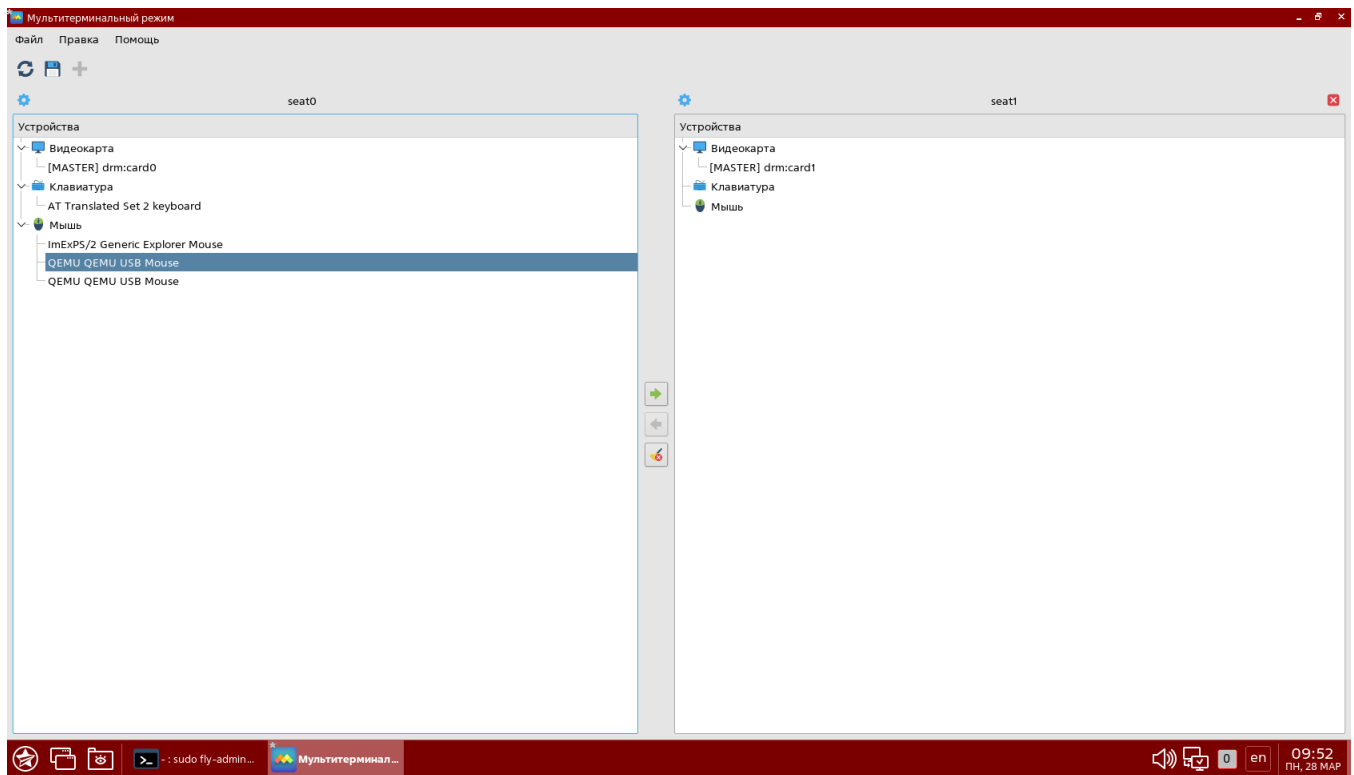 Мультитерминальный режим
Файл Правка Помощь
seat0
Устройства
Видеокарта
[MASTER] drm:card0
Клавиатура
AT Translated Set 2 keyboard
Мышь
ImExPS/2 Generic Explorer Mouse
QEMU QEMU USB Mouse
QEMU QEMU USB Mouse
seat1
Устройства
Видеокарта
[MASTER] drm:card1
Клавиатура
Мышь
- : sudo fly-admin...
Мультитерминал...
0
en
09:52
ПН, 28 МАР